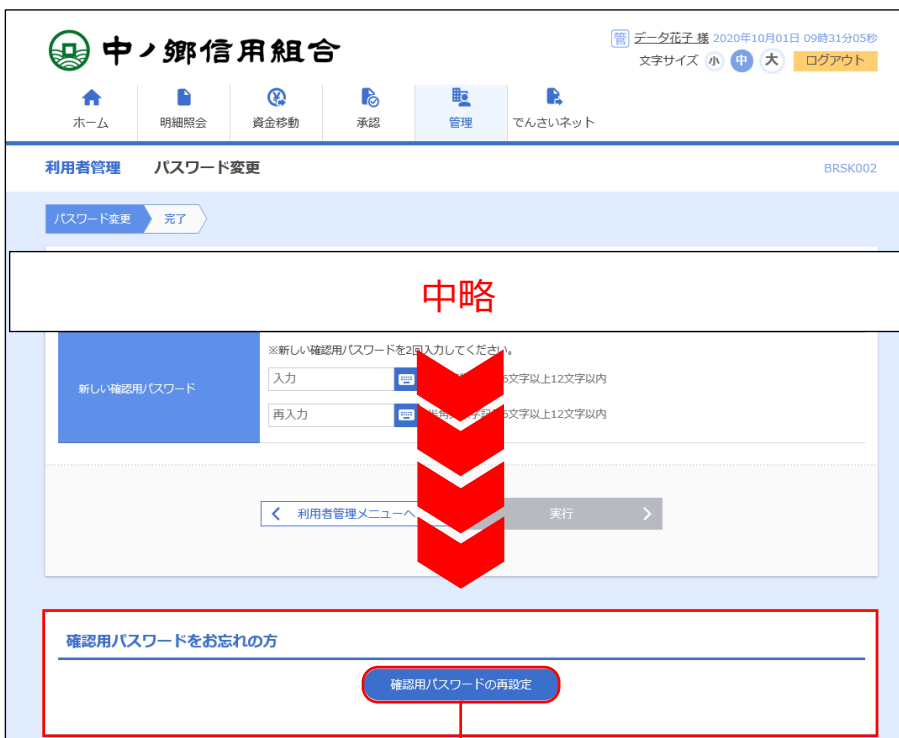 中ノ郷信用組合
管 データ花子 様 2020年10月01日 09時31分05秒
文字サイズ 小 中 大 ログアウト
ホーム 明細照会 資金移動 承認 管理 でんさいネット
利用者管理 パスワード変更 BRSK002
パスワード変更 完了
中略
※新しい確認用パスワードを2回入力してください。
新しい確認用パスワード
入力 6文字以上12文字以内
再入力 6文字以上12文字以内
利用者管理メニューへ 実行
確認用パスワードをお忘れの方
確認用パスワードの再設定